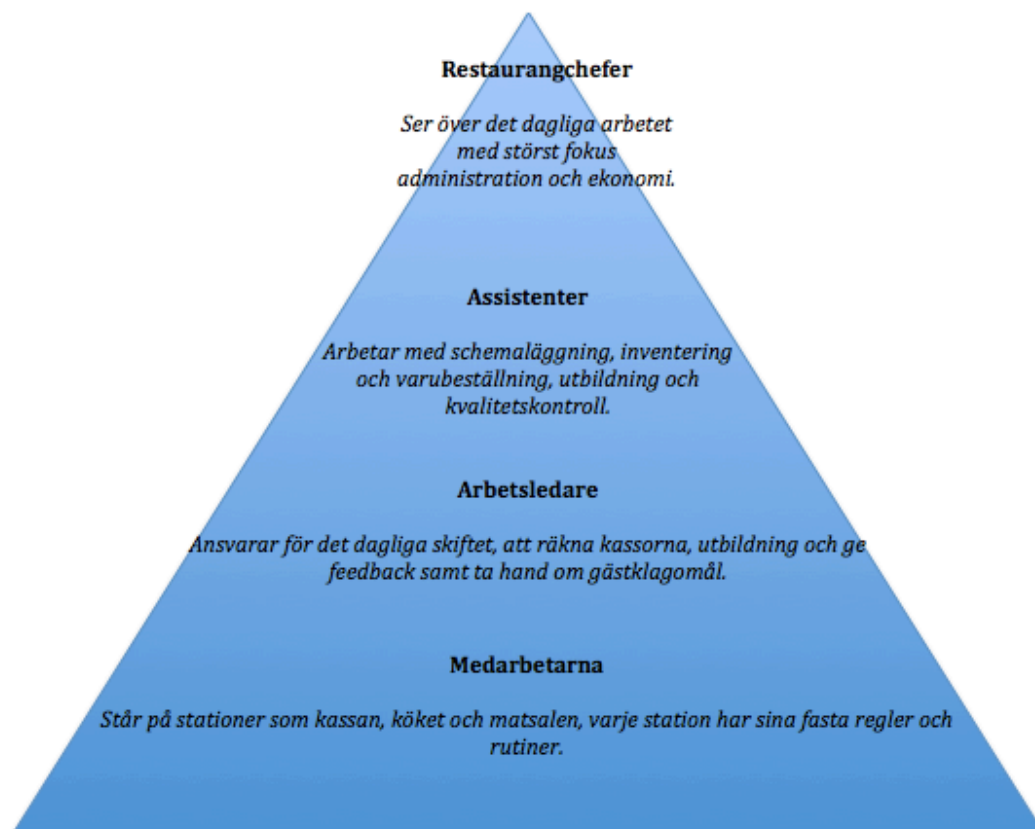 Restaurangchefer
Ser över det dagliga arbetet
med störst fokus
administration och ekonomi.
Assistenter
Arbetar med schemaläggning, inventering
och varubeställning, utbildning och
kvalitetskontroll.
Arbetsledare
Ansvarar för det dagliga skiftet, att räkna kassorna, utbildning och ge
feedback samt ta hand om gästklagomål.
Medarbetarna
Står på stationer som kassan, köket och matsalen, varje station har sina fasta regler och
rutiner.